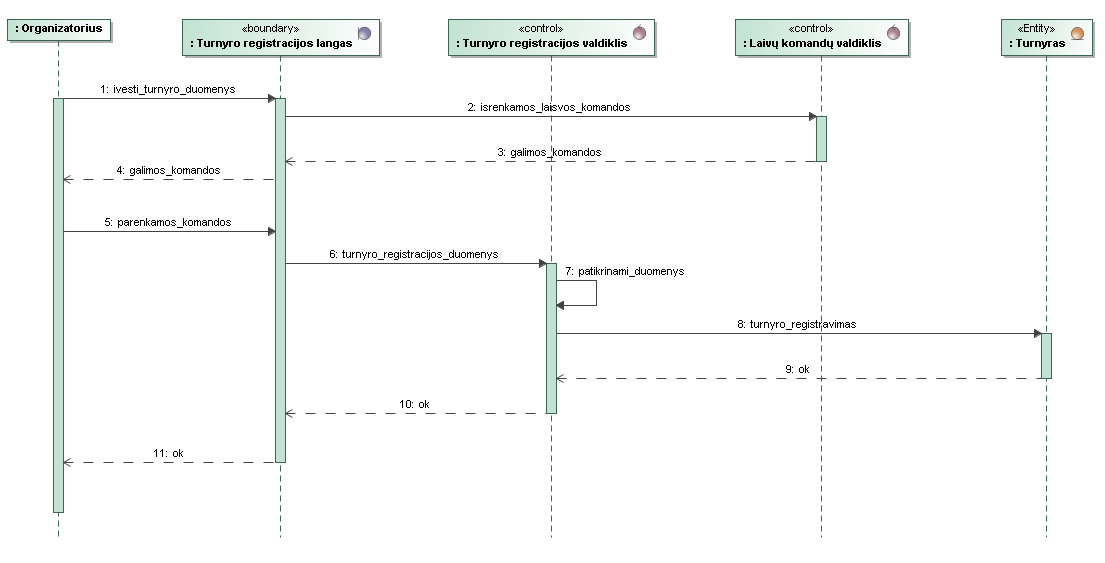 : Organizatorius
«boundary»
: Turnyro registracijos langas
«control»
: Turnyro registracijos valdiklis
«control»
: Laivų komandų valdiklis
«Entity»
: Turnyras
1: ivesti_turnyro_duomenys
2: isrenkamos_laisvos_komandos
3: galimos_komandos
4: galimos_komandos
5: parenkamos_komandos
6: turnyro_registracijos_duomenys
7: patikrinami_duomenys
8: turnyro_registravimas
9: ok
10: ok
11: ok